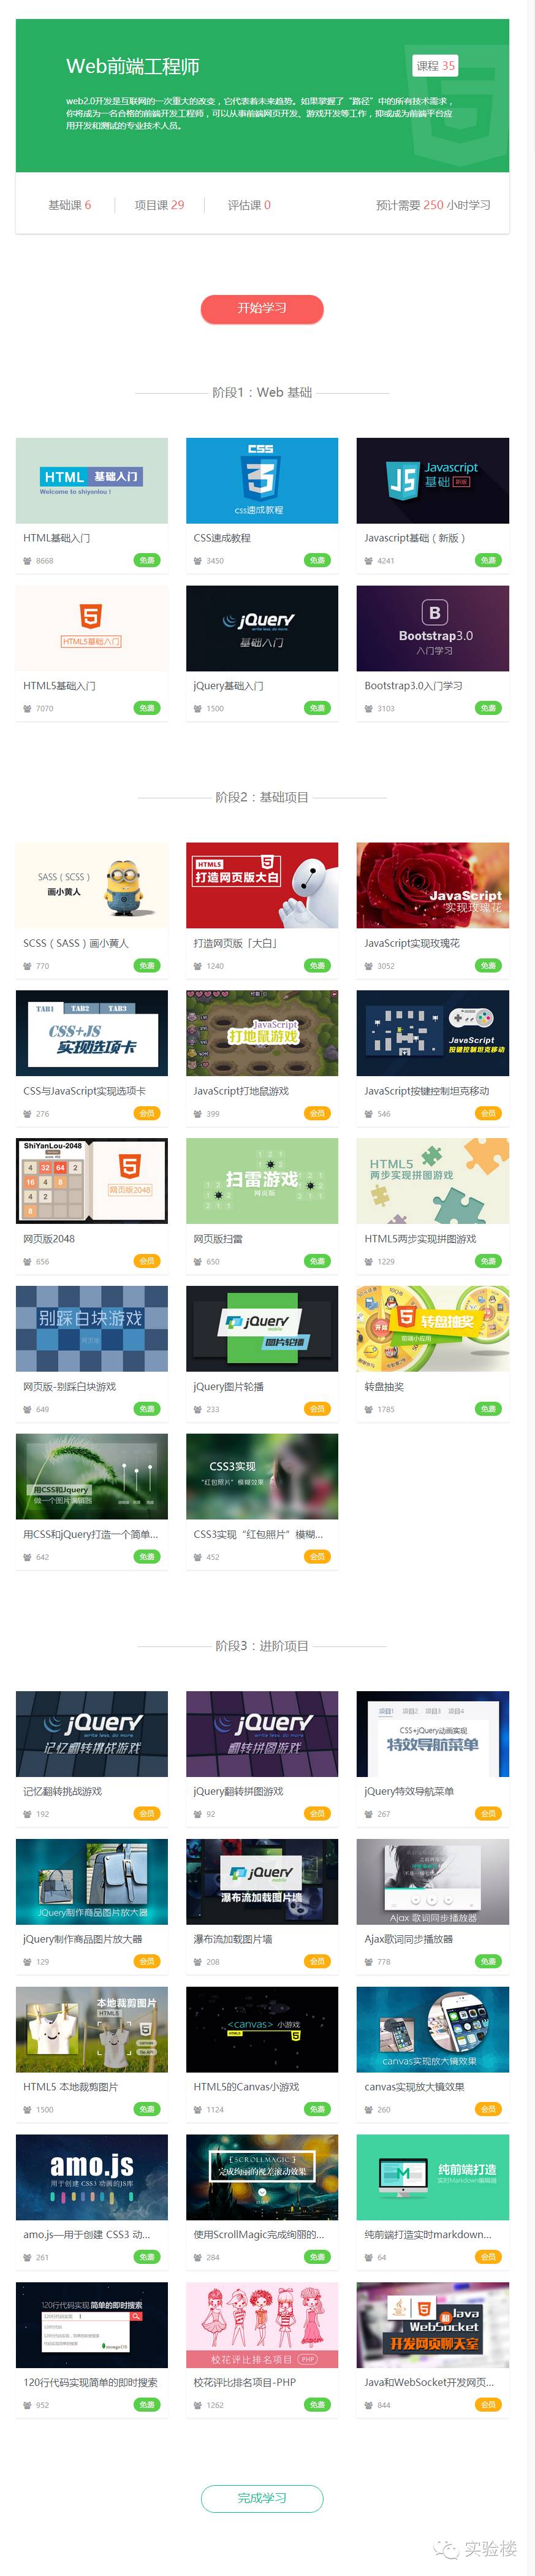 Web前端工程师
课程 35
web2.0开发是互联网的一次重大的改变，它代表着未来趋势。如果掌握了“路径”中的所有技术需求，
你将成为一名合格的前端开发工程师，可以从事前端网页开发、游戏开发等工作，抑或成为前端平台应
用开发和测试的专业技术人员。
基础课 6
项目课 29
评估课 0
预计需要 250 小时学习
开始学习
阶段1：Web 基础
HTML 基础入门
Welcome to shiyanlou !
CSS
css速成教程
JS Javascript
基础 新版
HTML基础入门
CSS速成教程
Javascript基础（新版）
8668 免费
3450 免费
4241 免费
HTML5基础入门
jQuery
write less, do more
基础入门
B
Bootstrap3.0
入门学习
HTML5基础入门
jQuery基础入门
Bootstrap3.0入门学习
7070 免费
1500 免费
3103 免费
阶段2：基础项目
SASS（SCSS）
画小黄人
HTML5
打造网页版大白
JavaScript
实现玫瑰花
SCSS（SASS）画小黄人
打造网页版「大白」
JavaScript实现玫瑰花
770 免费
1240 免费
3052 免费
TAB1 TAB2 TAB3
CSS+JS
实现选项卡
JavaScript
打地鼠游戏
JavaScript
按键控制坦克移动
CSS与JavaScript实现选项卡
JavaScript打地鼠游戏
JavaScript按键控制坦克移动
276 会员
399 会员
546 会员
ShiYanLou-2048
4 32 64 2
16 4 8
4 2
8
网页版2048
扫雷游戏
网页版
HTML5
两步实现拼图游戏
网页版2048
网页版扫雷
HTML5两步实现拼图游戏
656 会员
650 免费
1229 免费
别踩白块游戏
网页版
jQuery
mobile
图片轮播
转盘抽奖
前端小应用
网页版-别踩白块游戏
jQuery图片轮播
转盘抽奖
649 免费
233 会员
1785 免费
用CSS和Jquery
做一个图片编辑器
CSS3实现
“红包照片”模糊效果
用CSS和jQuery打造一个简单...
CSS3实现“红包照片”模糊...
642 免费
452 会员
阶段3：进阶项目
jQuery
write less, do more
记忆翻转挑战游戏
jQuery
write less, do more
翻转拼图游戏
项目1 项目2 项目3 项目4
CSS+jQuery动画实现
特效导航菜单
记忆翻转挑战游戏
jQuery翻转拼图游戏
jQuery特效导航菜单
192 会员
92 会员
267 会员
JQuery制作商品图片放大器
jQuery
mobile
瀑布流加载图片墙
Ajax 歌词同步播放器
jQuery制作商品图片放大器
瀑布流加载图片墙
Ajax歌词同步播放器
129 会员
208 会员
778 免费
本地裁剪图片
HTML5
<canvas> 小游戏
canvas实现放大镜效果
HTML5 本地裁剪图片
HTML5的Canvas小游戏
canvas实现放大镜效果
1500 免费
1124 免费
260 会员
amo.js
用于创建 CSS3 动画的JS库
SCROLLMAGIC
完成绚丽的视差滚动效果
纯前端打造
实时Markdown编辑器
amo.js—用于创建 CSS3 动...
使用ScrollMagic完成绚丽的...
纯前端打造实时markdown...
261 免费
284 免费
64 会员
120行代码实现 简单的即时搜索
mongoDB
校花评比排名项目 PHP
Java
和
WebSocket
开发网页聊天室
120行代码实现简单的即时搜索
校花评比排名项目-PHP
Java和WebSocket开发网页...
952 免费
1262 免费
844 会员
完成学习
实验楼